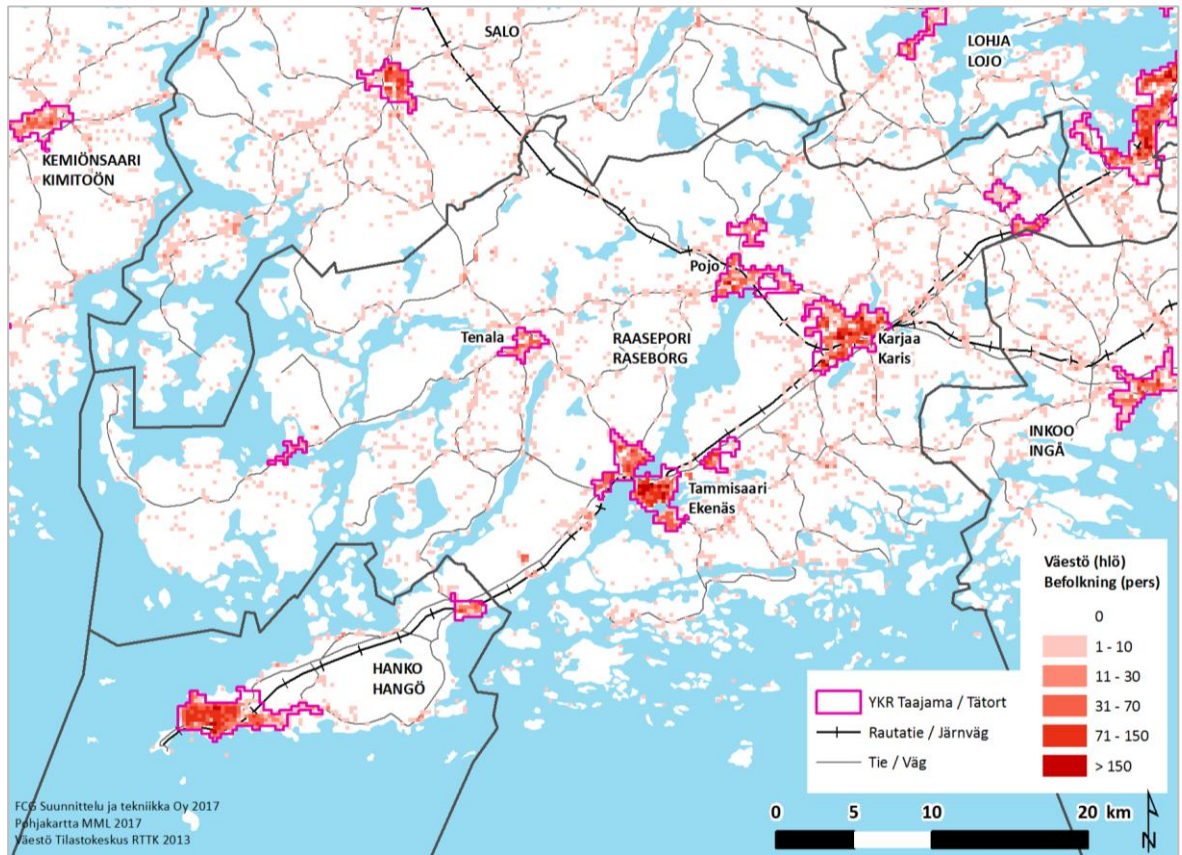 SALO
LOHJA
LOJO
KEMIÖNSAARI
KIMITOÖN
Pojo
Tenala
RAASEPORI
RASEBORG
Karjaa
Karis
INKOO
INGÅ
Tammisaari
Ekenäs
HANKO
HANGÖ
Väestö (hlö)
Befolkning (pers)
0
1 - 10
11 - 30
31 - 70
71 - 150
> 150
YKR Taajama / Tätort
Rautatie / Järnväg
Tie / Väg
FCG Suunnittelu ja tekniikka Oy 2017
Pohjakartta MML 2017
Väestö Tilastokeskus RTTK 2013
0 5 10 20 km
N